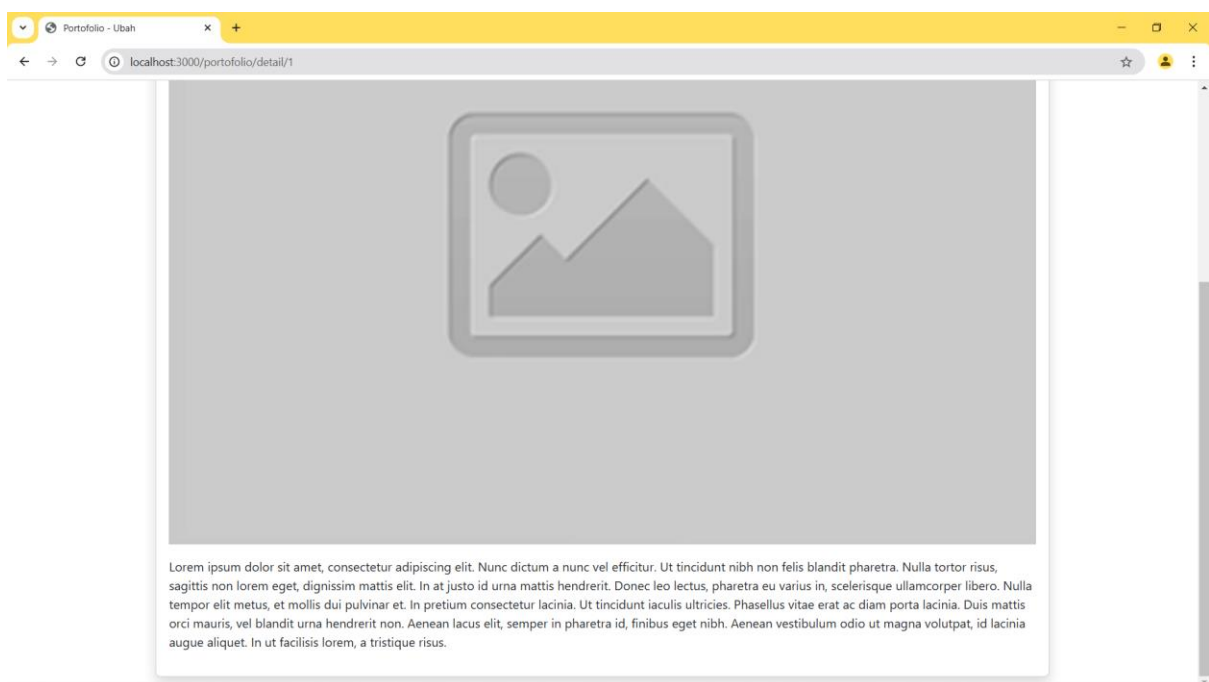 Portofolio - Ubah
localhost:3000/portofolio/detail/1
Lorem ipsum dolor sit amet, consectetur adipiscing elit. Nunc dictum a nunc vel efficitur. Ut tincidunt nibh non felis blandit pharetra. Nulla tortor risus,
sagittis non lorem eget, dignissim mattis elit. In at justo id urna mattis hendrerit. Donec leo lectus, pharetra eu varius in, scelerisque ullamcorper libero. Nulla
tempor elit metus, et mollis dui pulvinar et. In pretium consectetur lacinia. Ut tincidunt iaculis ultricies. Phasellus vitae erat ac diam porta lacinia. Duis mattis
orci mauris, vel blandit urna hendrerit non. Aenean lacus elit, semper in pharetra id, finibus eget nibh. Aenean vestibulum odio ut magna volutpat, id lacinia
augue aliquet. In ut facilisis lorem, a tristique risus.